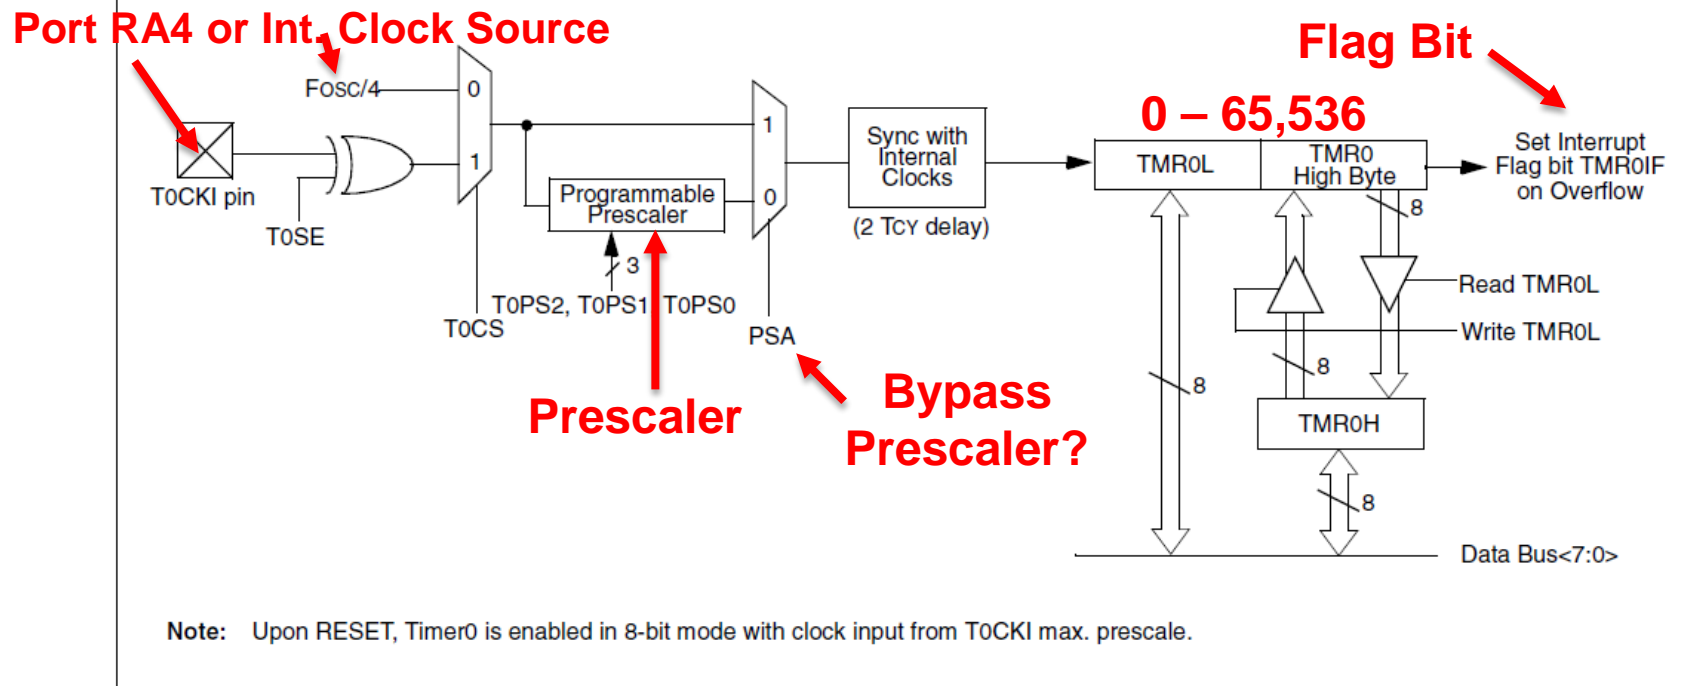 Port RA4 or Int. Clock Source
Flag Bit
FOSC/4
0
0 – 65,536
1
Sync with
Internal
Clocks
TMR0L
TMR0
High Byte
Set Interrupt
Flag bit TMR0IF
on Overflow
1
T0CKI pin
Programmable
Prescaler
0
8
(2 TCY delay)
T0SE
3
Read TMR0L
T0PS2, T0PS1, T0PS0
T0CS
PSA
Write TMR0L
8
8
Prescaler
Bypass
Prescaler?
TMR0H
8
Data Bus<7:0>
Note: Upon RESET, Timer0 is enabled in 8-bit mode with clock input from T0CKI max. prescale.